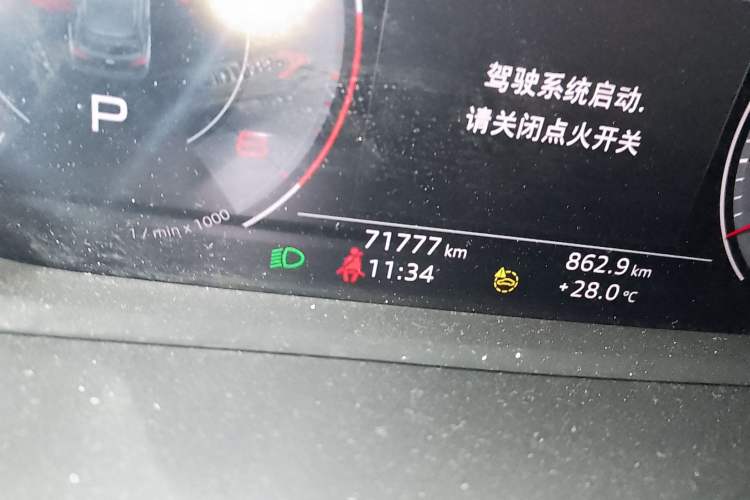 驾驶系统启动.
请关闭点火开关
P
8
1 / min x 1000
71777 km
862.9 km
11:34
+28.0 °C